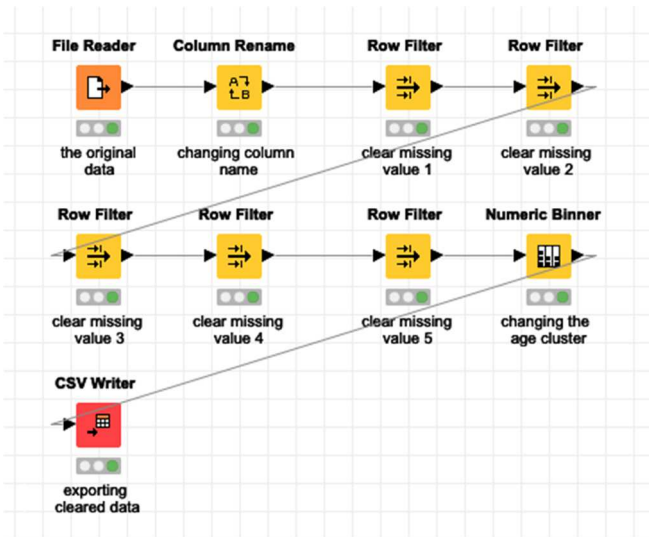 File Reader
Column Rename
Row Filter
Row Filter
A
B
the original
data
changing column
name
clear missing
value 1
clear missing
value 2
Row Filter
Row Filter
Row Filter
Numeric Binner
clear missing
value 3
clear missing
value 4
clear missing
value 5
changing the
age cluster
CSV Writer
exporting
cleared data